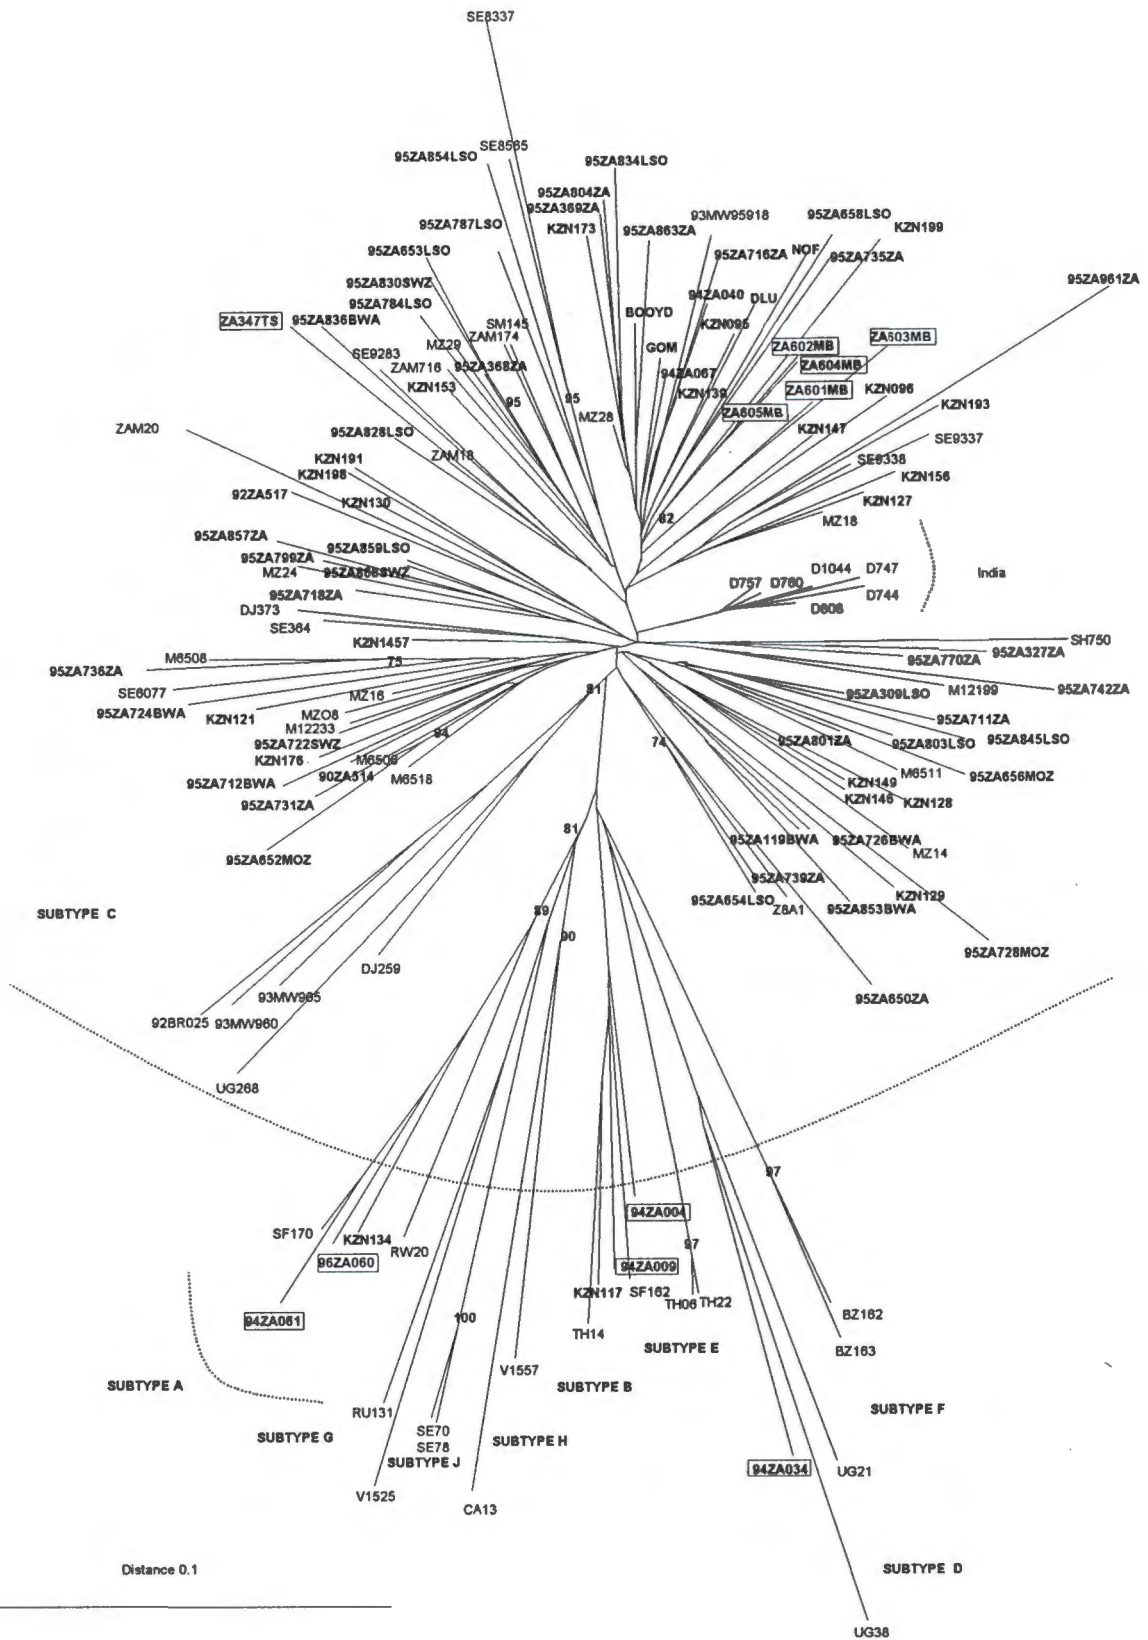 SE8337
95ZA854LSO
SE8565
95ZA834LSO
95ZA804ZA
95ZA369ZA
KZN173
95ZA787LSO
95ZA863ZA
93MW95918
95ZA658LSO
KZN199
95ZA653LSO
95ZA716ZA
NOF
95ZA735ZA
95ZA961ZA
95ZA830SWZ
95ZA784LSO
94ZA040
DLU
ZA347TS
95ZA836BWA
SM145
ZAM174
BOOYD
KZN095
ZA602MB
ZA603MB
SE9283
MZ29
GOM
ZA604MB
ZAM716
95ZA368ZA
94ZA067
KZN153
KZN139
ZA601MB
KZN096
95
95
MZ28
ZA605MB
KZN193
ZAM20
95ZA828LSO
KZN147
SE9337
ZAM18
SE9338
KZN191
KZN198
KZN156
92ZA517
KZN130
KZN127
82
MZ18
95ZA857ZA
95ZA859LSO
95ZA799ZA
MZ24
D1044
D747
India
D757
D760
95ZA718ZA
D744
DJ373
D808
SE364
KZN1457
SH750
M6508
75
95ZA770ZA
95ZA327ZA
95ZA736ZA
SE6077
MZ16
81
M12199
95ZA742ZA
95ZA309LSO
95ZA724BWA
KZN121
MZO8
M12233
95ZA711ZA
95ZA722SWZ
84
74
95ZA801ZA
95ZA803LSO
95ZA845LSO
KZN176
M6518
M6511
95ZA656MOZ
95ZA712BWA
90ZA514
KZN149
KZN146
KZN128
95ZA731ZA
81
95ZA119BWA
95ZA726BWA
MZ14
95ZA652MOZ
95ZA739ZA
KZN129
95ZA654LSO
Z8A1
95ZA853BWA
SUBTYPE C
89
90
95ZA728MOZ
DJ259
95ZA650ZA
93MW965
92BR025
93MW960
UG268
97
94ZA004
SF170
KZN134
RW20
97
96ZA060
94ZA009
KZN117
SF162
TH06
TH22
94ZA061
100
BZ162
TH14
BZ163
SUBTYPE E
V1557
SUBTYPE A
SUBTYPE B
RU131
SUBTYPE F
SE70
SUBTYPE G
SUBTYPE H
SE78
SUBTYPE J
94ZA034
UG21
V1525
CA13
Distance 0.1
SUBTYPE D
UG38